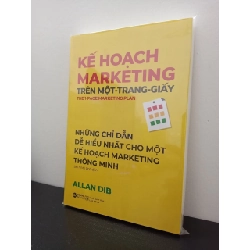 KẾ HOẠCH
MARKETING
TRÊN MỘT TRANG GIẤY
NHỮNG CHỈ DẪN
DỄ HIỂU NHẤT CHO MỘT
KẾ HOẠCH MARKETING
THÔNG MINH
ALLAN DIB